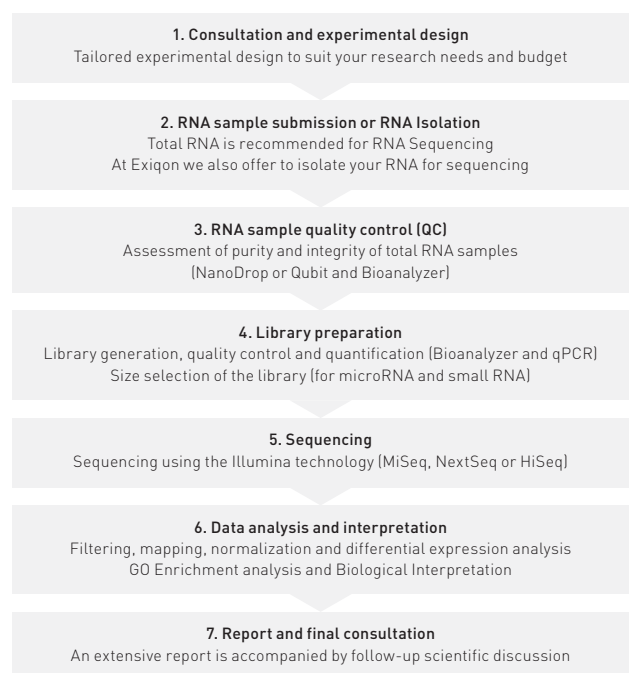 1. Consultation and experimental design
Tailored experimental design to suit your research needs and budget
2. RNA sample submission or RNA Isolation
Total RNA is recommended for RNA Sequencing
At Exiqon we also offer to isolate your RNA for sequencing
3. RNA sample quality control (QC)
Assessment of purity and integrity of total RNA samples
(NanoDrop or Qubit and Bioanalyzer)
4. Library preparation
Library generation, quality control and quantification (Bioanalyzer and qPCR)
Size selection of the library (for microRNA and small RNA)
5. Sequencing
Sequencing using the Illumina technology (MiSeq, NextSeq or HiSeq)
6. Data analysis and interpretation
Filtering, mapping, normalization and differential expression analysis
GO Enrichment analysis and Biological Interpretation
7. Report and final consultation
An extensive report is accompanied by follow-up scientific discussion